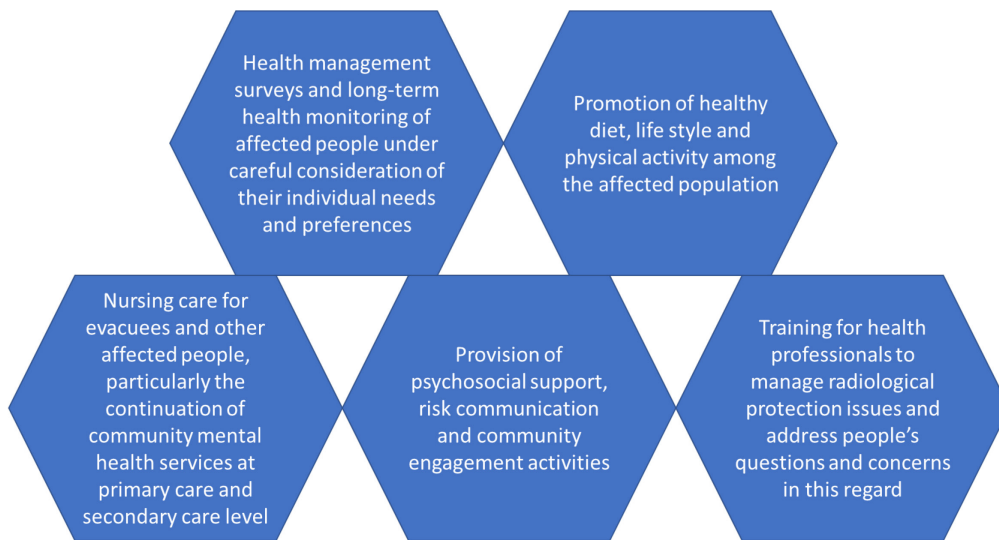 Health management
surveys and long-term
health monitoring of
affected people under
careful consideration of
their individual needs
and preferences
Promotion of healthy
diet, life style and
physical activity among
the affected population
Nursing care for
evacuees and other
affected people,
particularly the
continuation of
community mental
health services at
primary care and
secondary care level
Provision of
psychosocial support,
risk communication
and community
engagement activities
Training for health
professionals to
manage radiological
protection issues and
address people’s
questions and concerns
in this regard